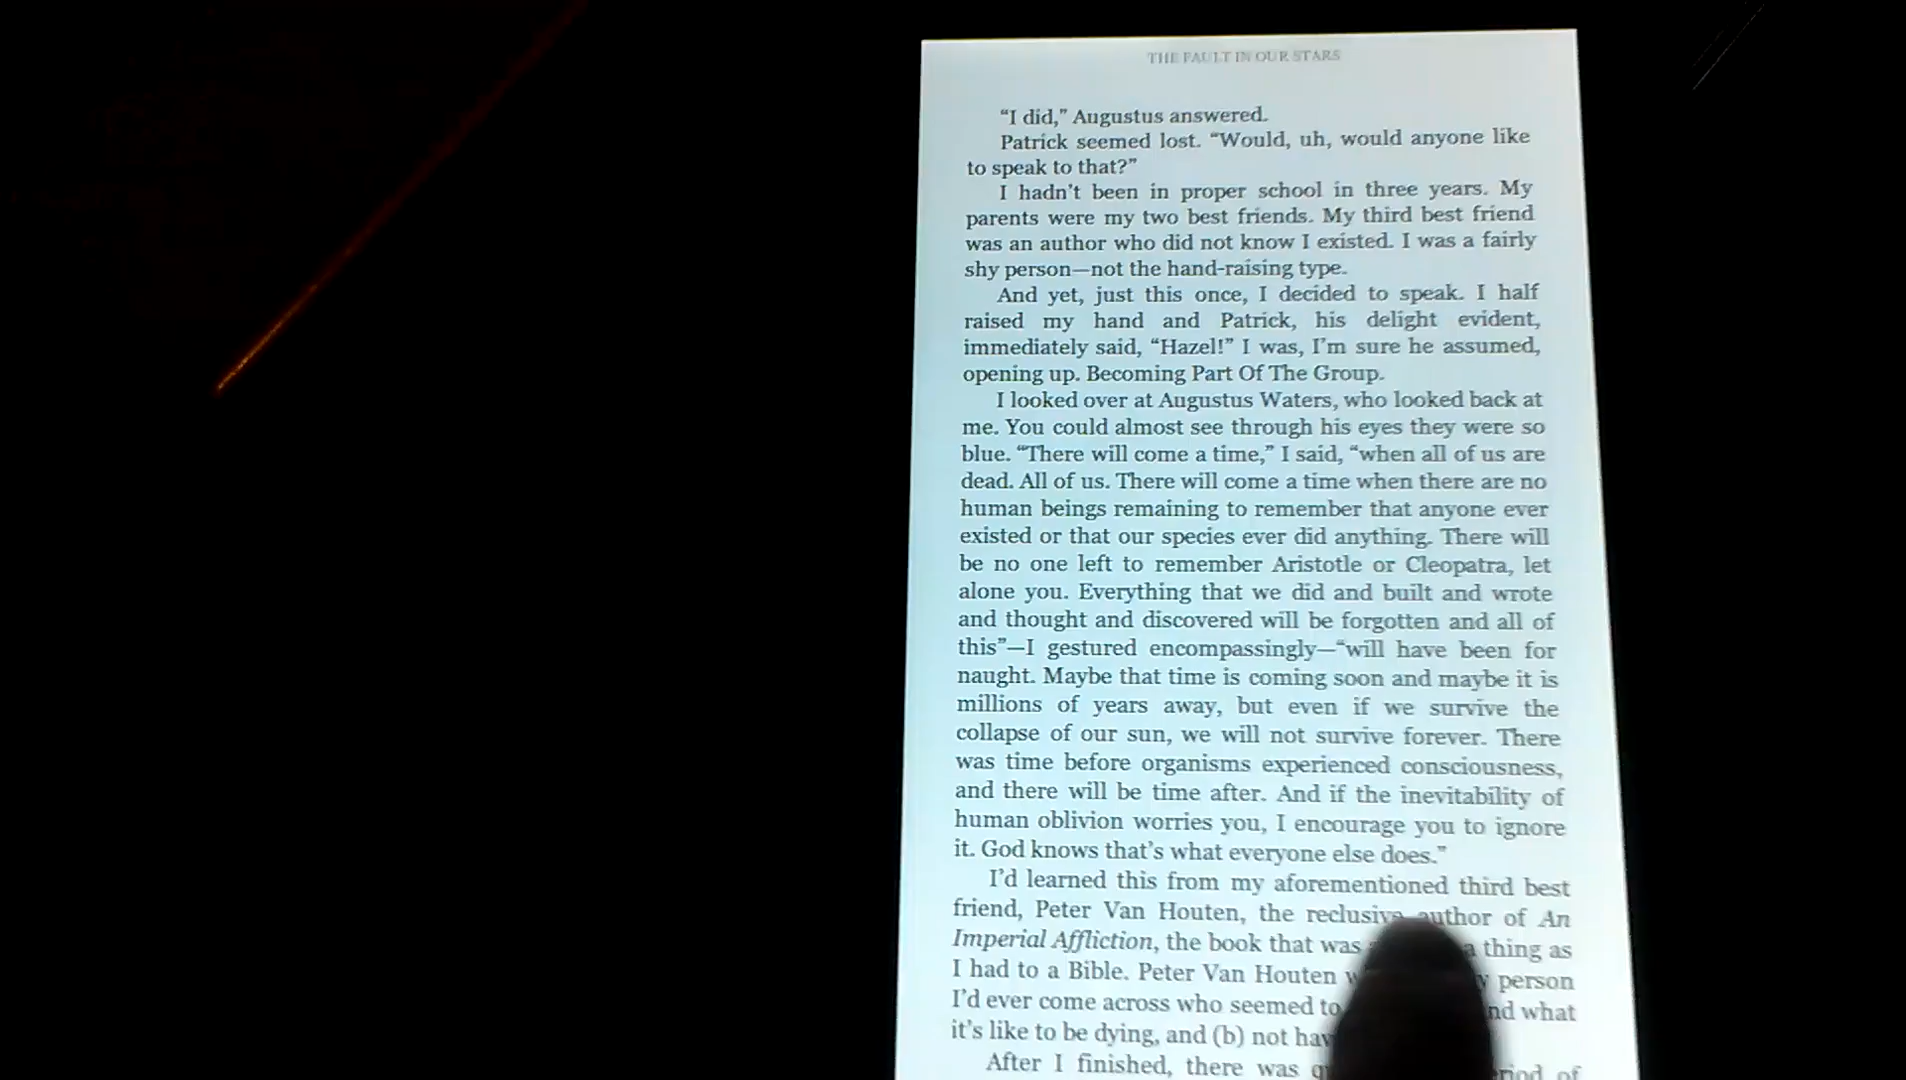 THE FAULT IN OUR STARS
“I did,” Augustus answered.
Patrick seemed lost. “Would, uh, would anyone like
to speak to that?”
I hadn't been in proper school in three years. My
parents were my two best friends. My third best friend
was an author who did not know I existed. I was a fairly
shy person—not the hand-raising type.
And yet, just this once, I decided to speak. I half
raised my hand and Patrick, his delight evident,
immediately said, “Hazel!” I was, I'm sure he assumed,
opening up. Becoming Part Of The Group.
I looked over at Augustus Waters, who looked back at
me. You could almost see through his eyes they were so
blue. “There will come a time,” I said, “when all of us are
dead. All of us. There will come a time when there are no
human beings remaining to remember that anyone ever
existed or that our species ever did anything. There will
be no one left to remember Aristotle or Cleopatra, let
alone you. Everything that we did and built and wrote
and thought and discovered will be forgotten and all of
this”—I gestured encompassingly—“will have been for
naught. Maybe that time is coming soon and maybe it is
millions of years away, but even if we survive the
collapse of our sun, we will not survive forever. There
was time before organisms experienced consciousness,
and there will be time after. And if the inevitability of
human oblivion worries you, I encourage you to ignore
it. God knows that's what everyone else does.”
I'd learned this from my aforementioned third best
friend, Peter Van Houten, the reclusive author of An
Imperial Affliction, the book that was a thing as
I had to a Bible. Peter Van Houten person
I'd ever come across who seemed to what
it's like to be dying, and (b) not
After I finished, there was of